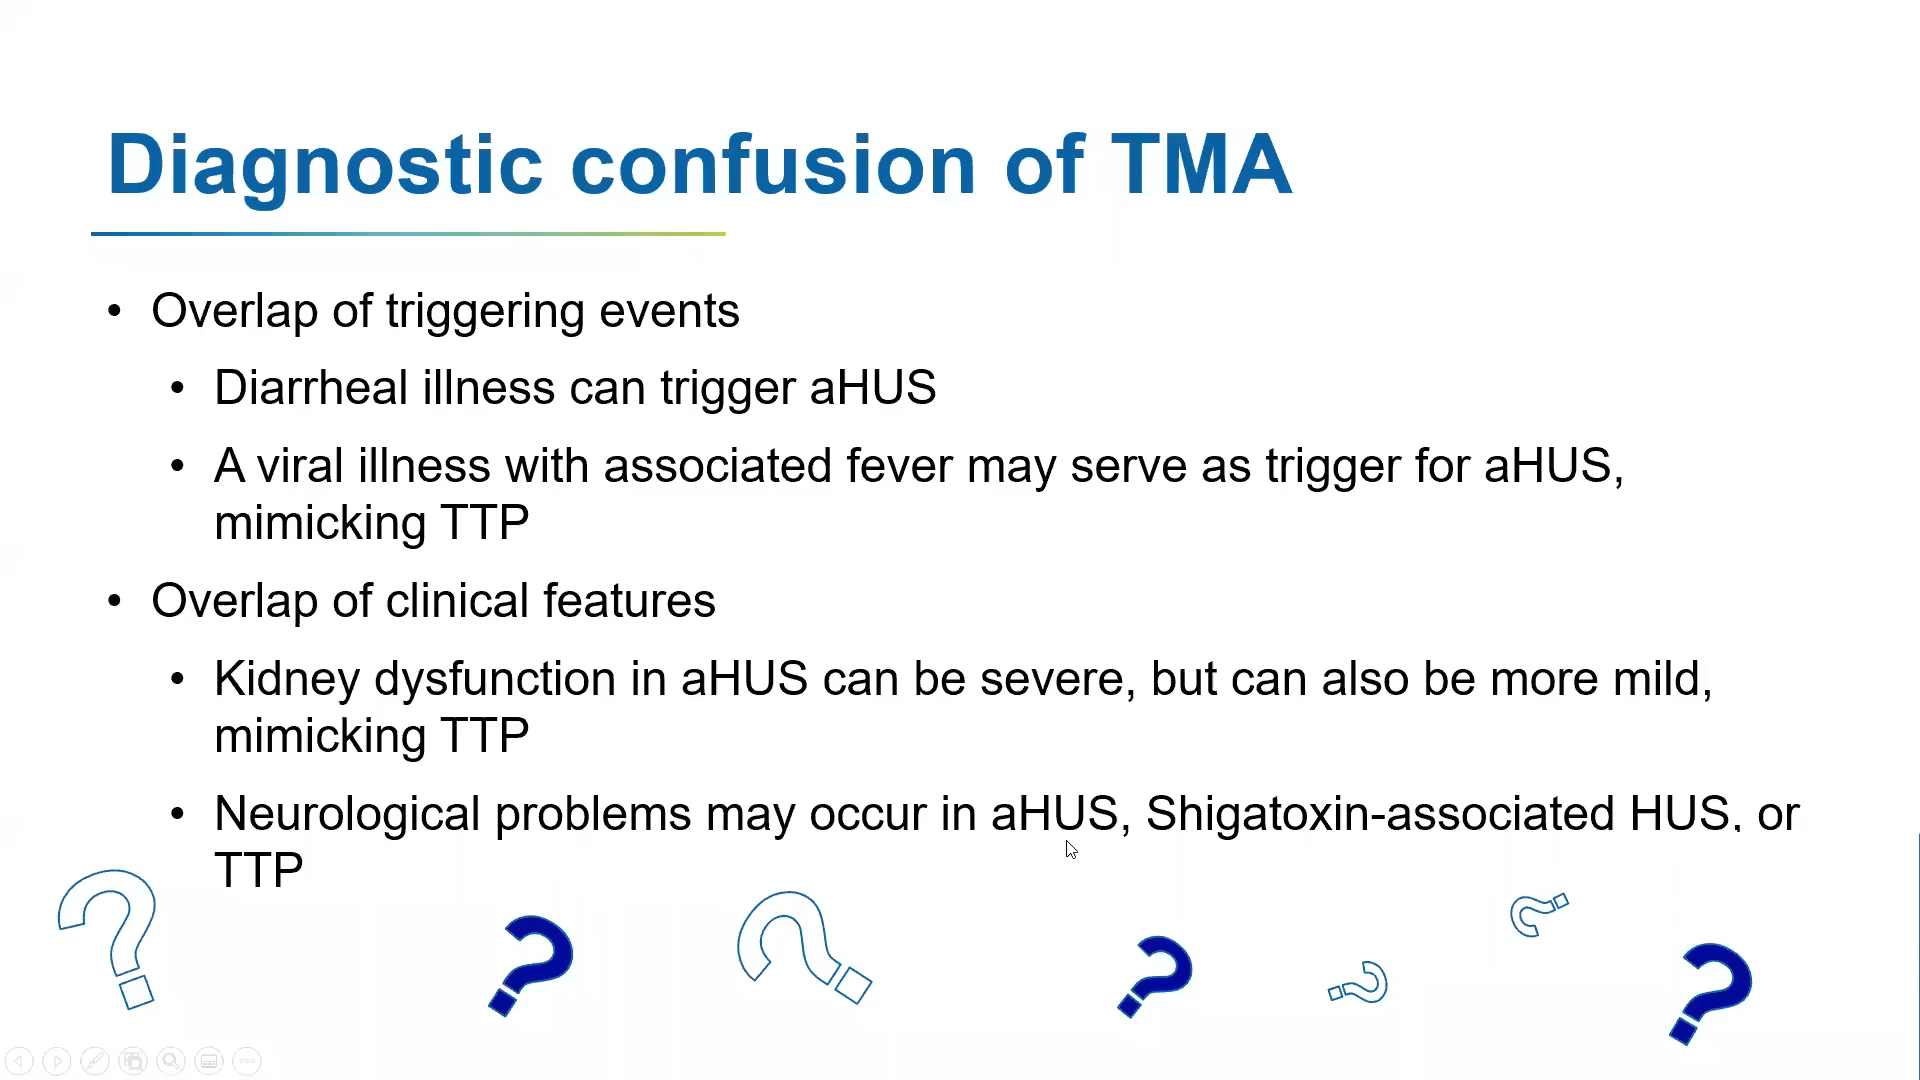 Diagnostic confusion of TMA
• Overlap of triggering events
• Diarrheal illness can trigger aHUS
• A viral illness with associated fever may serve as trigger for aHUS,
mimicking TTP
• Overlap of clinical features
• Kidney dysfunction in aHUS can be severe, but can also be more mild,
mimicking TTP
• Neurological problems may occur in aHUS, Shigatoxin-associated HUS, or
TTP
? ? ? ? ? ? ?